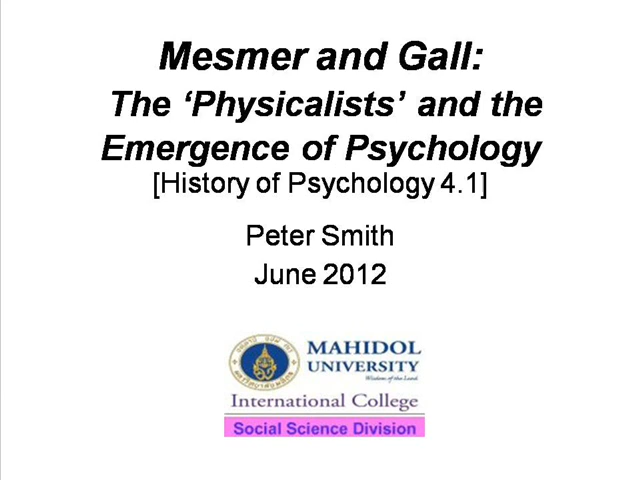 Mesmer and Gall:
The ‘Physicalists’ and the
Emergence of Psychology
[History of Psychology 4.1]
Peter Smith
June 2012
MAHIDOL
UNIVERSITY
Wisdom of the Land
International College
Social Science Division